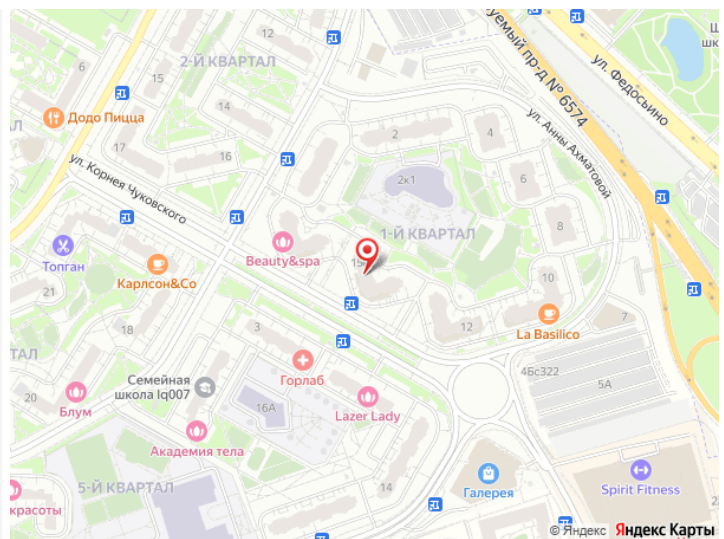 2-Й КВАРТАЛ
15
14
6
Додо Пицца
17
16
2
4
уемый пр-д № 6574
ул. Федосьино
ул. Анны Ахматовой
ул. Корнея Чуковского
2к1
6
8
1-Й КВАРТАЛ
Топган
Beauty&spa
15
Карлсон&Co
10
21
18
3
12
La Basilico
7
Горлаб
4Бс322
5А
Семейная
школа Iq007
20
Блум
16А
Lazer Lady
Академия тела
5-Й КВАРТАЛ
14
Галерея
Spirit Fitness
красоты
© Яндекс Яндекс Карты